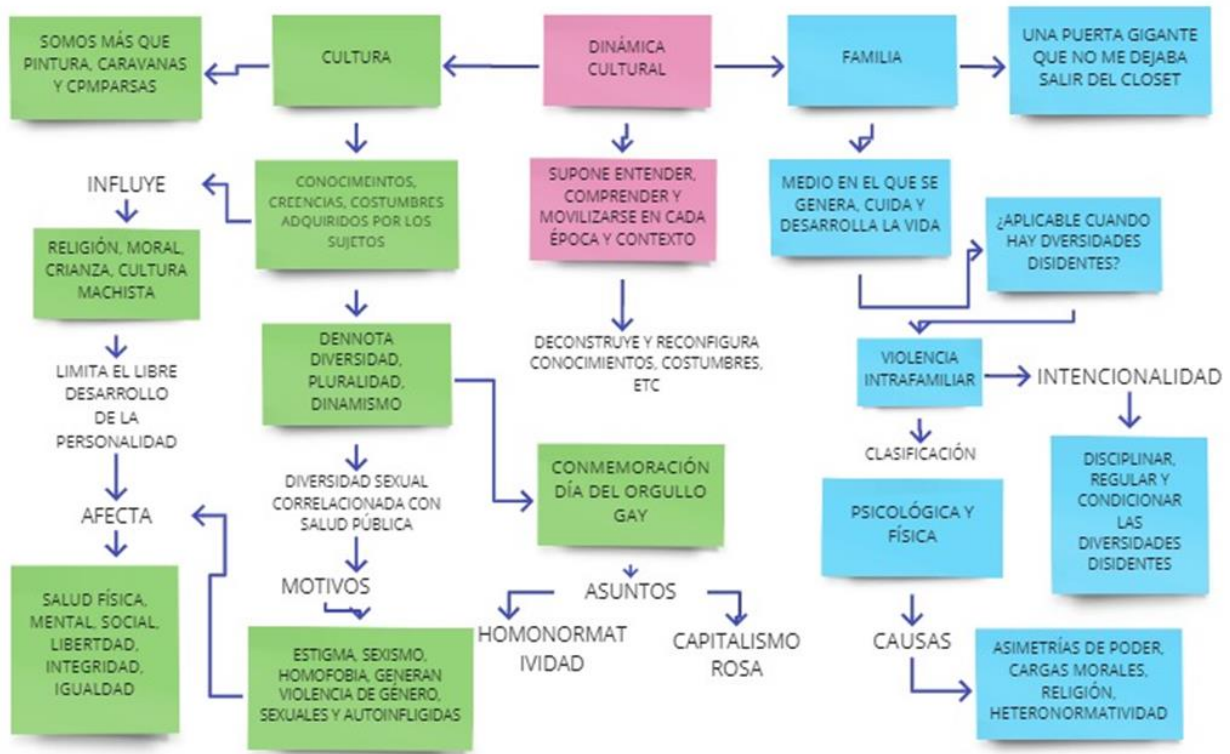 SOMOS MÁS QUE
PINTURA, CARAVANAS
Y CPMPARSAS
CULTURA
DINÁMICA
CULTURAL
FAMILIA
UNA PUERTA GIGANTE
QUE NO ME DEJABA
SALIR DEL CLOSET
INFLUYE
CONOCIMEINTOS,
CREENCIAS, COSTUMBRES
ADQUIRIDOS POR LOS
SUJETOS
SUPONE ENTENDER,
COMPRENDER Y
MOVILIZARSE EN CADA
ÉPOCA Y CONTEXTO
MEDIO EN EL QUE SE
GENERA, CUIDA Y
DESARROLLA LA VIDA
¿APLICABLE CUANDO
HAY DVERSIDADES
DISIDENTES?
RELIGIÓN, MORAL,
CRIANZA, CULTURA
MACHISTA
DENNOTA
DIVERSIDAD,
PLURALIDAD,
DINAMISMO
DECONSTRUYE Y RECONFIGURA
CONOCIMIENTOS, COSTUMBRES,
ETC
VIOLENCIA
INTRAFAMILIAR
INTENCIONALIDAD
LIMITA EL LIBRE
DESARROLLO
DE LA
PERSONALIDAD
CLASIFICACIÓN
DIVERSIDAD SEXUAL
CORRELACIONADA CON
SALUD PÚBLICA
CONMEMORACIÓN
DÍA DEL ORGULLO
GAY
PSICOLÓGICA Y
FÍSICA
DISCIPLINAR,
REGULAR Y
CONDICIONAR
LAS
DIVERSIDADES
DISIDENTES
AFECTA
MOTIVOS
ASUNTOS
SALUD FÍSICA,
MENTAL, SOCIAL,
LIBERTDAD,
INTEGRIDAD,
IGUALDAD
ESTIGMA, SEXISMO,
HOMOFOBIA, GENERAN
VIOLENCIA DE GÉNERO,
SEXUALES Y AUTOINFLIGIDAS
HOMONORMAT
IVIDAD
CAPITALISMO
ROSA
CAUSAS
ASIMETRÍAS DE PODER,
CARGAS MORALES,
RELIGIÓN,
HETERONORMATIVIDAD